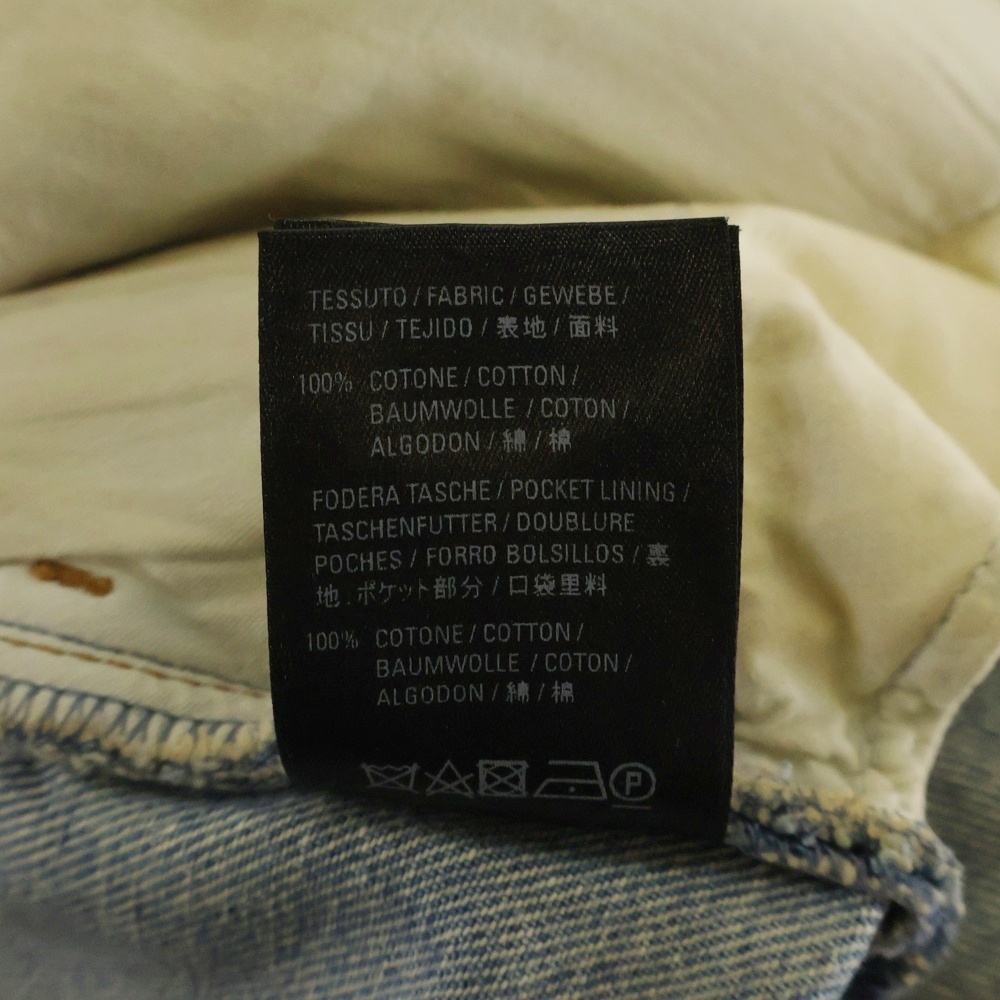 TESSUTO / FABRIC / GEWEBE /
TISSU / TEJIDO / 表地 / 面料
100% COTONE / COTTON /
BAUMWOLLE / COTON /
ALGODON / 綿 / 棉
FODERA TASCHE / POCKET LINING /
TASCHENFUTTER / DOUBLURE
POCHES / FORRO BOLSILLOS / 裏
地.ポケット部分 / 口袋里料
100% COTONE / COTTON /
BAUMWOLLE / COTON /
ALGODON / 綿 / 棉
P